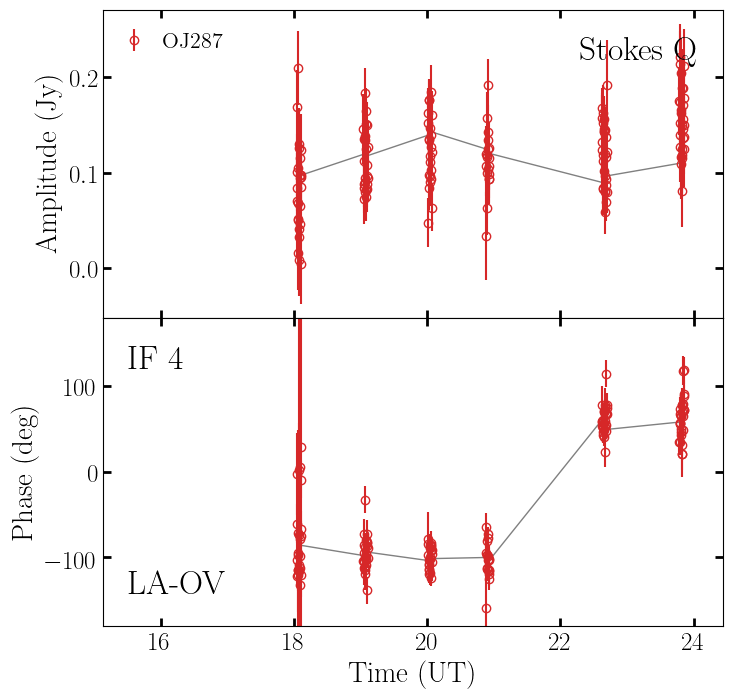 OJ287
Stokes Q
Amplitude (Jy)
0.2
0.1
0.0
IF 4
LA-OV
Phase (deg)
100
0
−100
16 18 20 22 24
Time (UT)